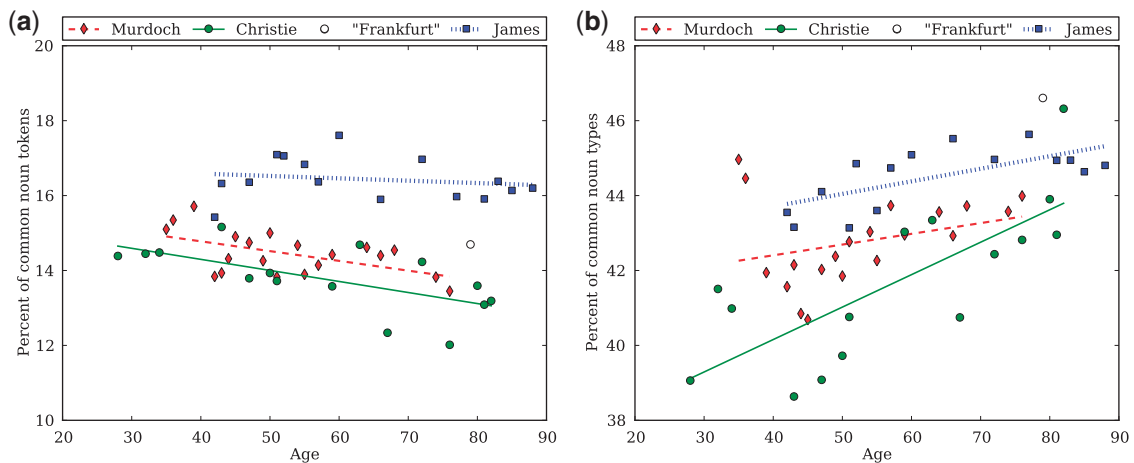 (a)
Murdoch Christie "Frankfurt" James
20
18
16
14
12
10
Percent of common noun tokens
20 30 40 50 60 70 80 90
Age
(b)
Murdoch Christie "Frankfurt" James
48
46
44
42
40
38
Percent of common noun types
20 30 40 50 60 70 80 90
Age